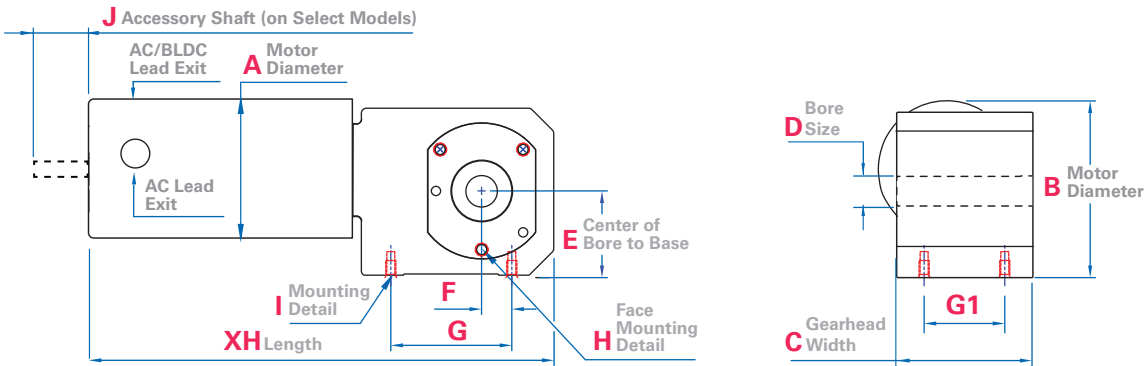 J Accessory Shaft (on Select Models)
AC/BLDC
Lead Exit
A Motor
Diameter
AC Lead
Exit
E Center of
Bore to Base
I Mounting
Detail
F
G
H Face
Mounting
Detail
XH Length
D Bore
Size
B Motor
Diameter
G1
C Gearhead
Width